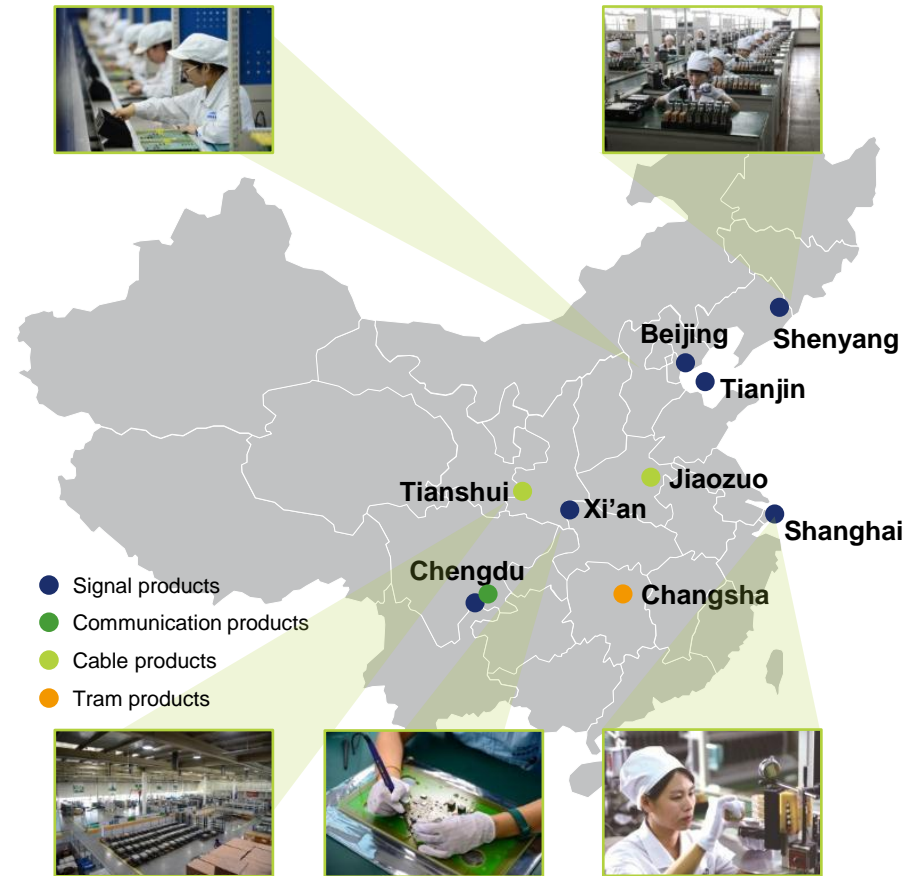 Beijing
Shenyang
Tianjin
Tianshui
Jiaozuo
Xi’an
Shanghai
Chengdu
Changsha
Signal products
Communication products
Cable products
Tram products